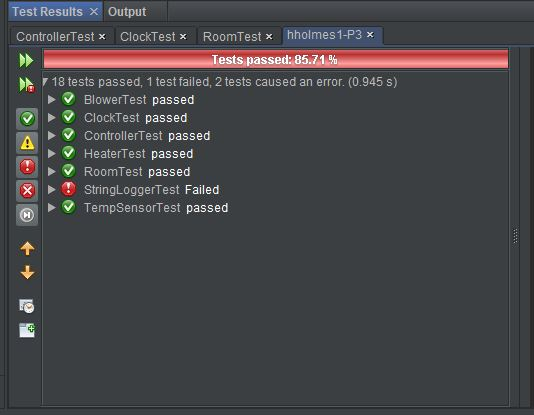 Test Results × Output
ControllerTest × ClockTest × RoomTest × hholmes1-P3 ×
Tests passed: 85.71 %
18 tests passed, 1 test failed, 2 tests caused an error. (0.945 s)
BlowerTest passed
ClockTest passed
ControllerTest passed
HeaterTest passed
RoomTest passed
StringLoggerTest Failed
TempSensorTest passed